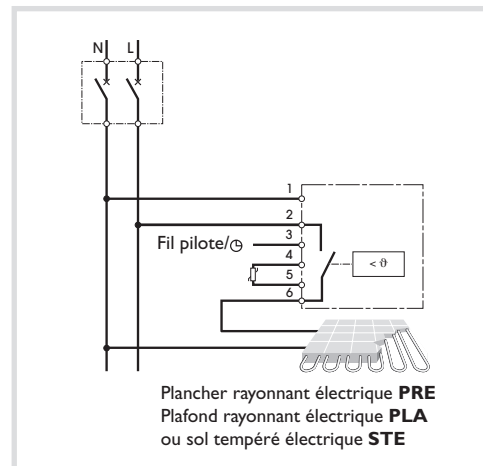 N L
1
2
Fil pilote/
3
4
5
6
< ϑ
Plancher rayonnant électrique PRE
Plafond rayonnant électrique PLA
ou sol tempéré électrique STE